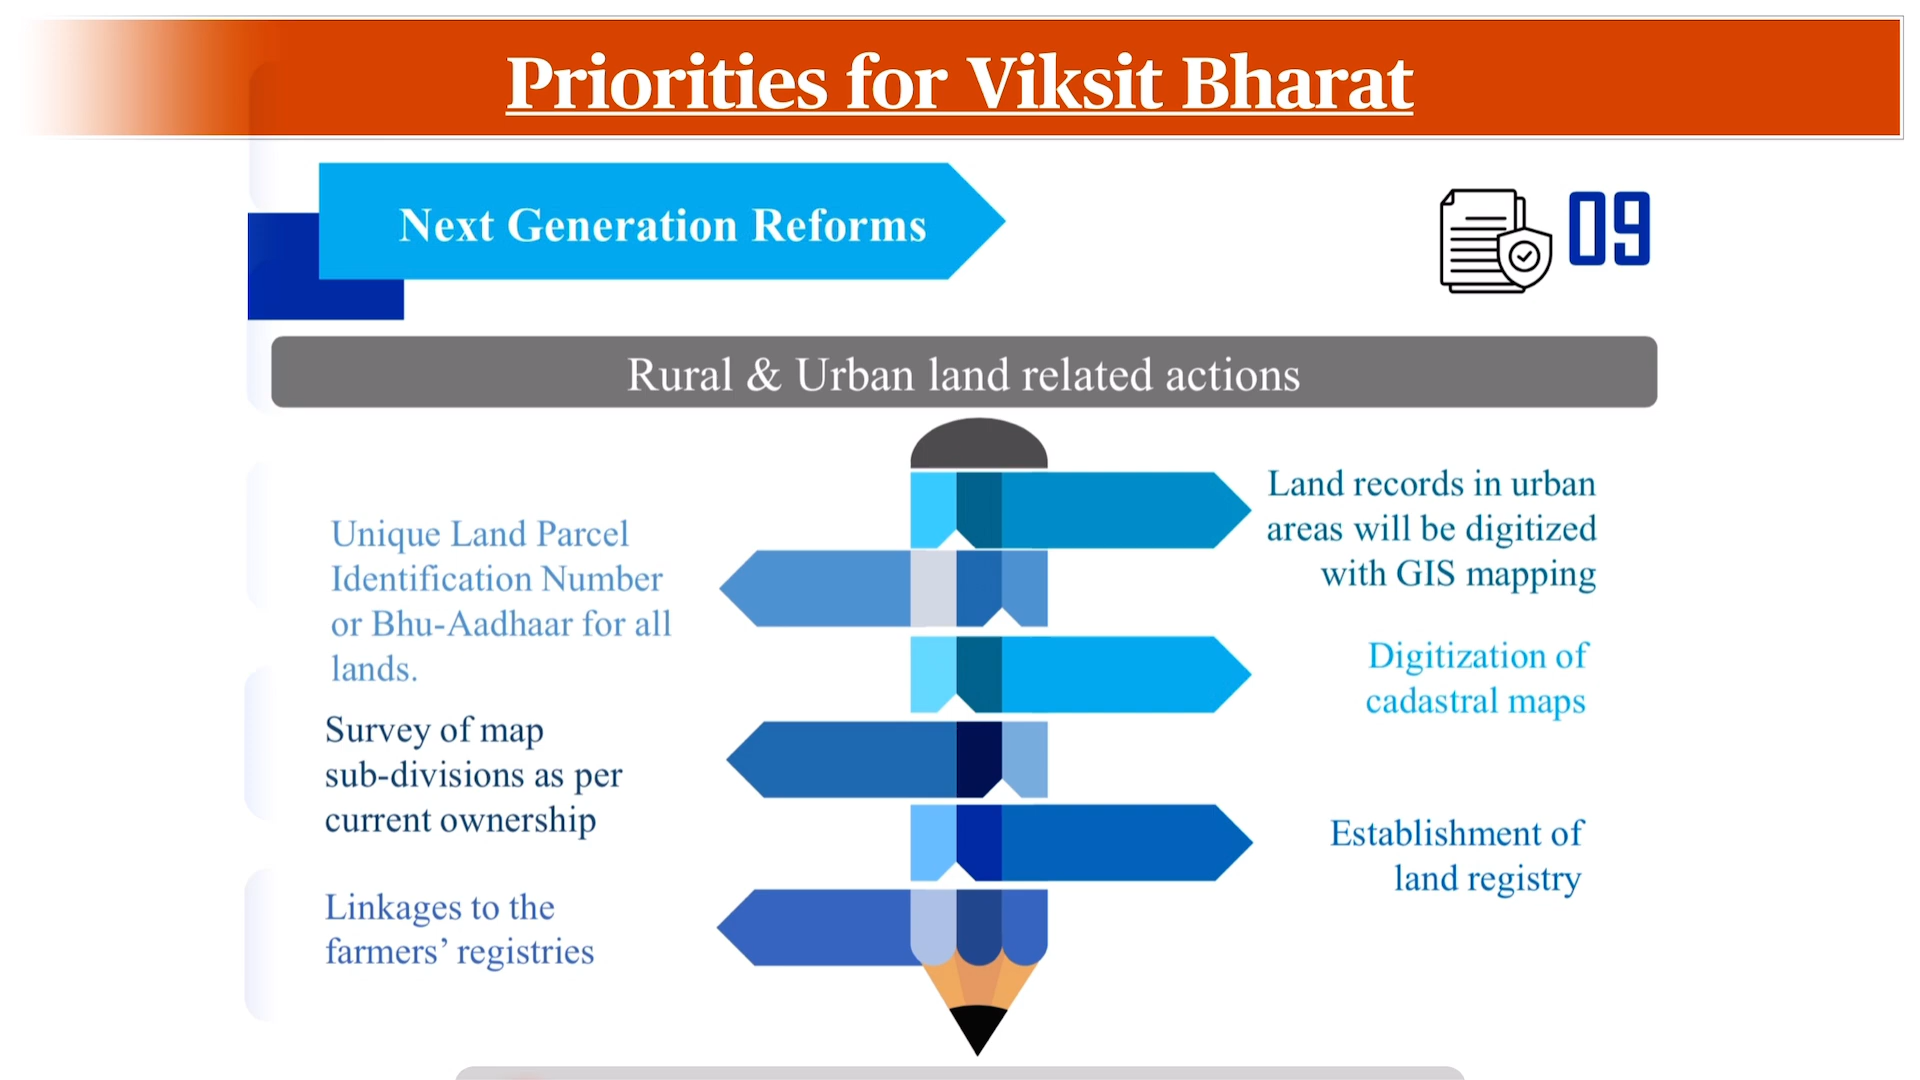 Priorities for Viksit Bharat
Next Generation Reforms
09
Rural & Urban land related actions
Land records in urban
areas will be digitized
with GIS mapping
Unique Land Parcel
Identification Number
or Bhu-Aadhaar for all
lands.
Digitization of
cadastral maps
Survey of map
sub-divisions as per
current ownership
Establishment of
land registry
Linkages to the
farmers’ registries